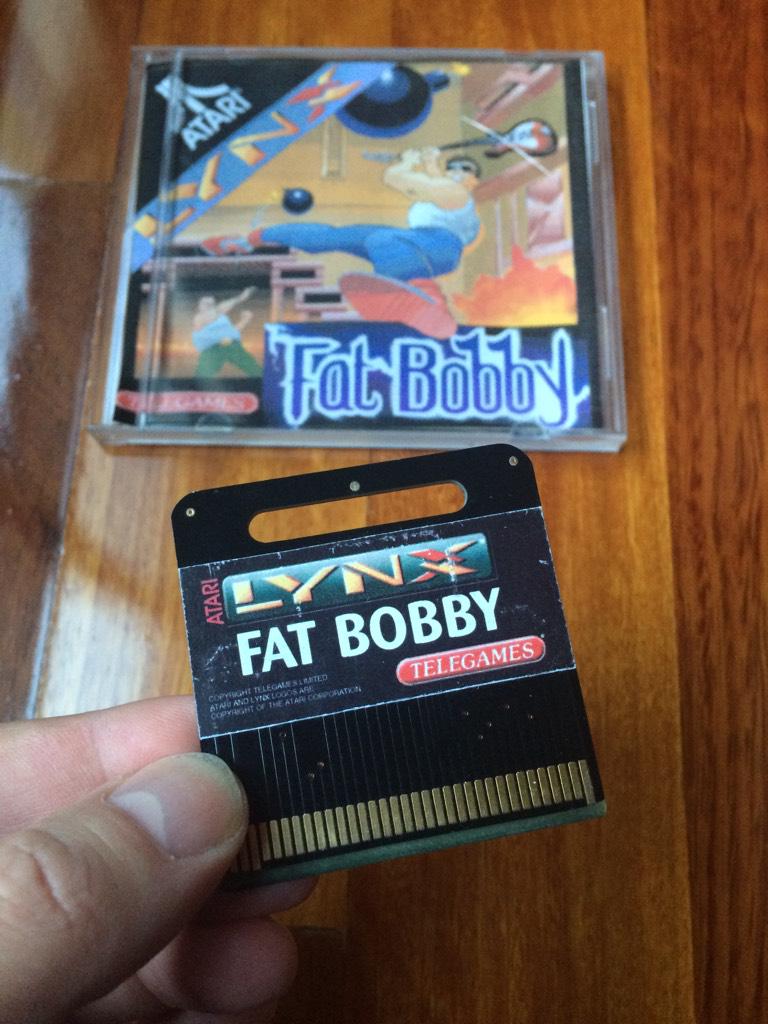 ATARI
LYNX
Fat Bobby
TELEGAMES
ATARI
LYNX
FAT BOBBY
TELEGAMES
COPYRIGHT TELEGAMES LIMITED
ATARI AND LYNX LOGOS ARE
COPYRIGHT OF THE ATARI CORPORATION